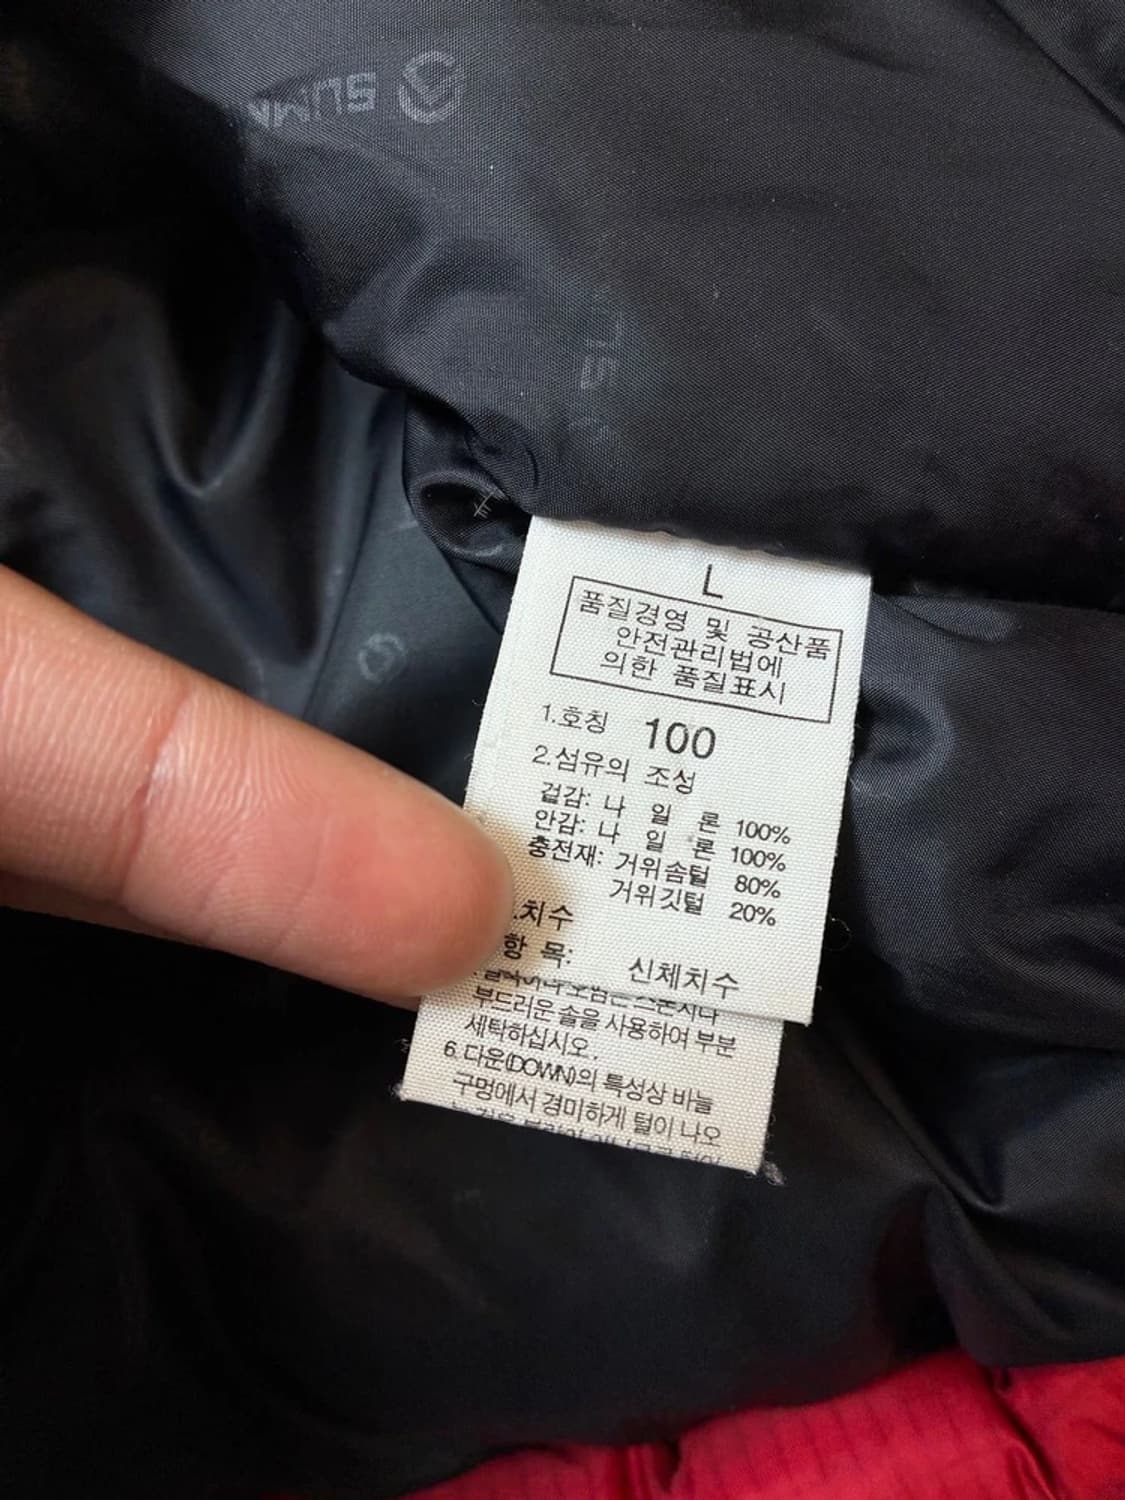 L
품질경영 및 공산품
안전관리법에
의한 품질표시
1.호칭 100
2.섬유의 조성
겉감: 나 일 론 100%
안감: 나 일 론 100%
충전재: 거위솜털 80%
거위깃털 20%
.치수
항 목: 신체치수
부드러운 솔을 사용하여 부분
세탁하십시오.
6.다운(DOWN)의 특성상 바늘
구멍에서 경미하게 털이 나오